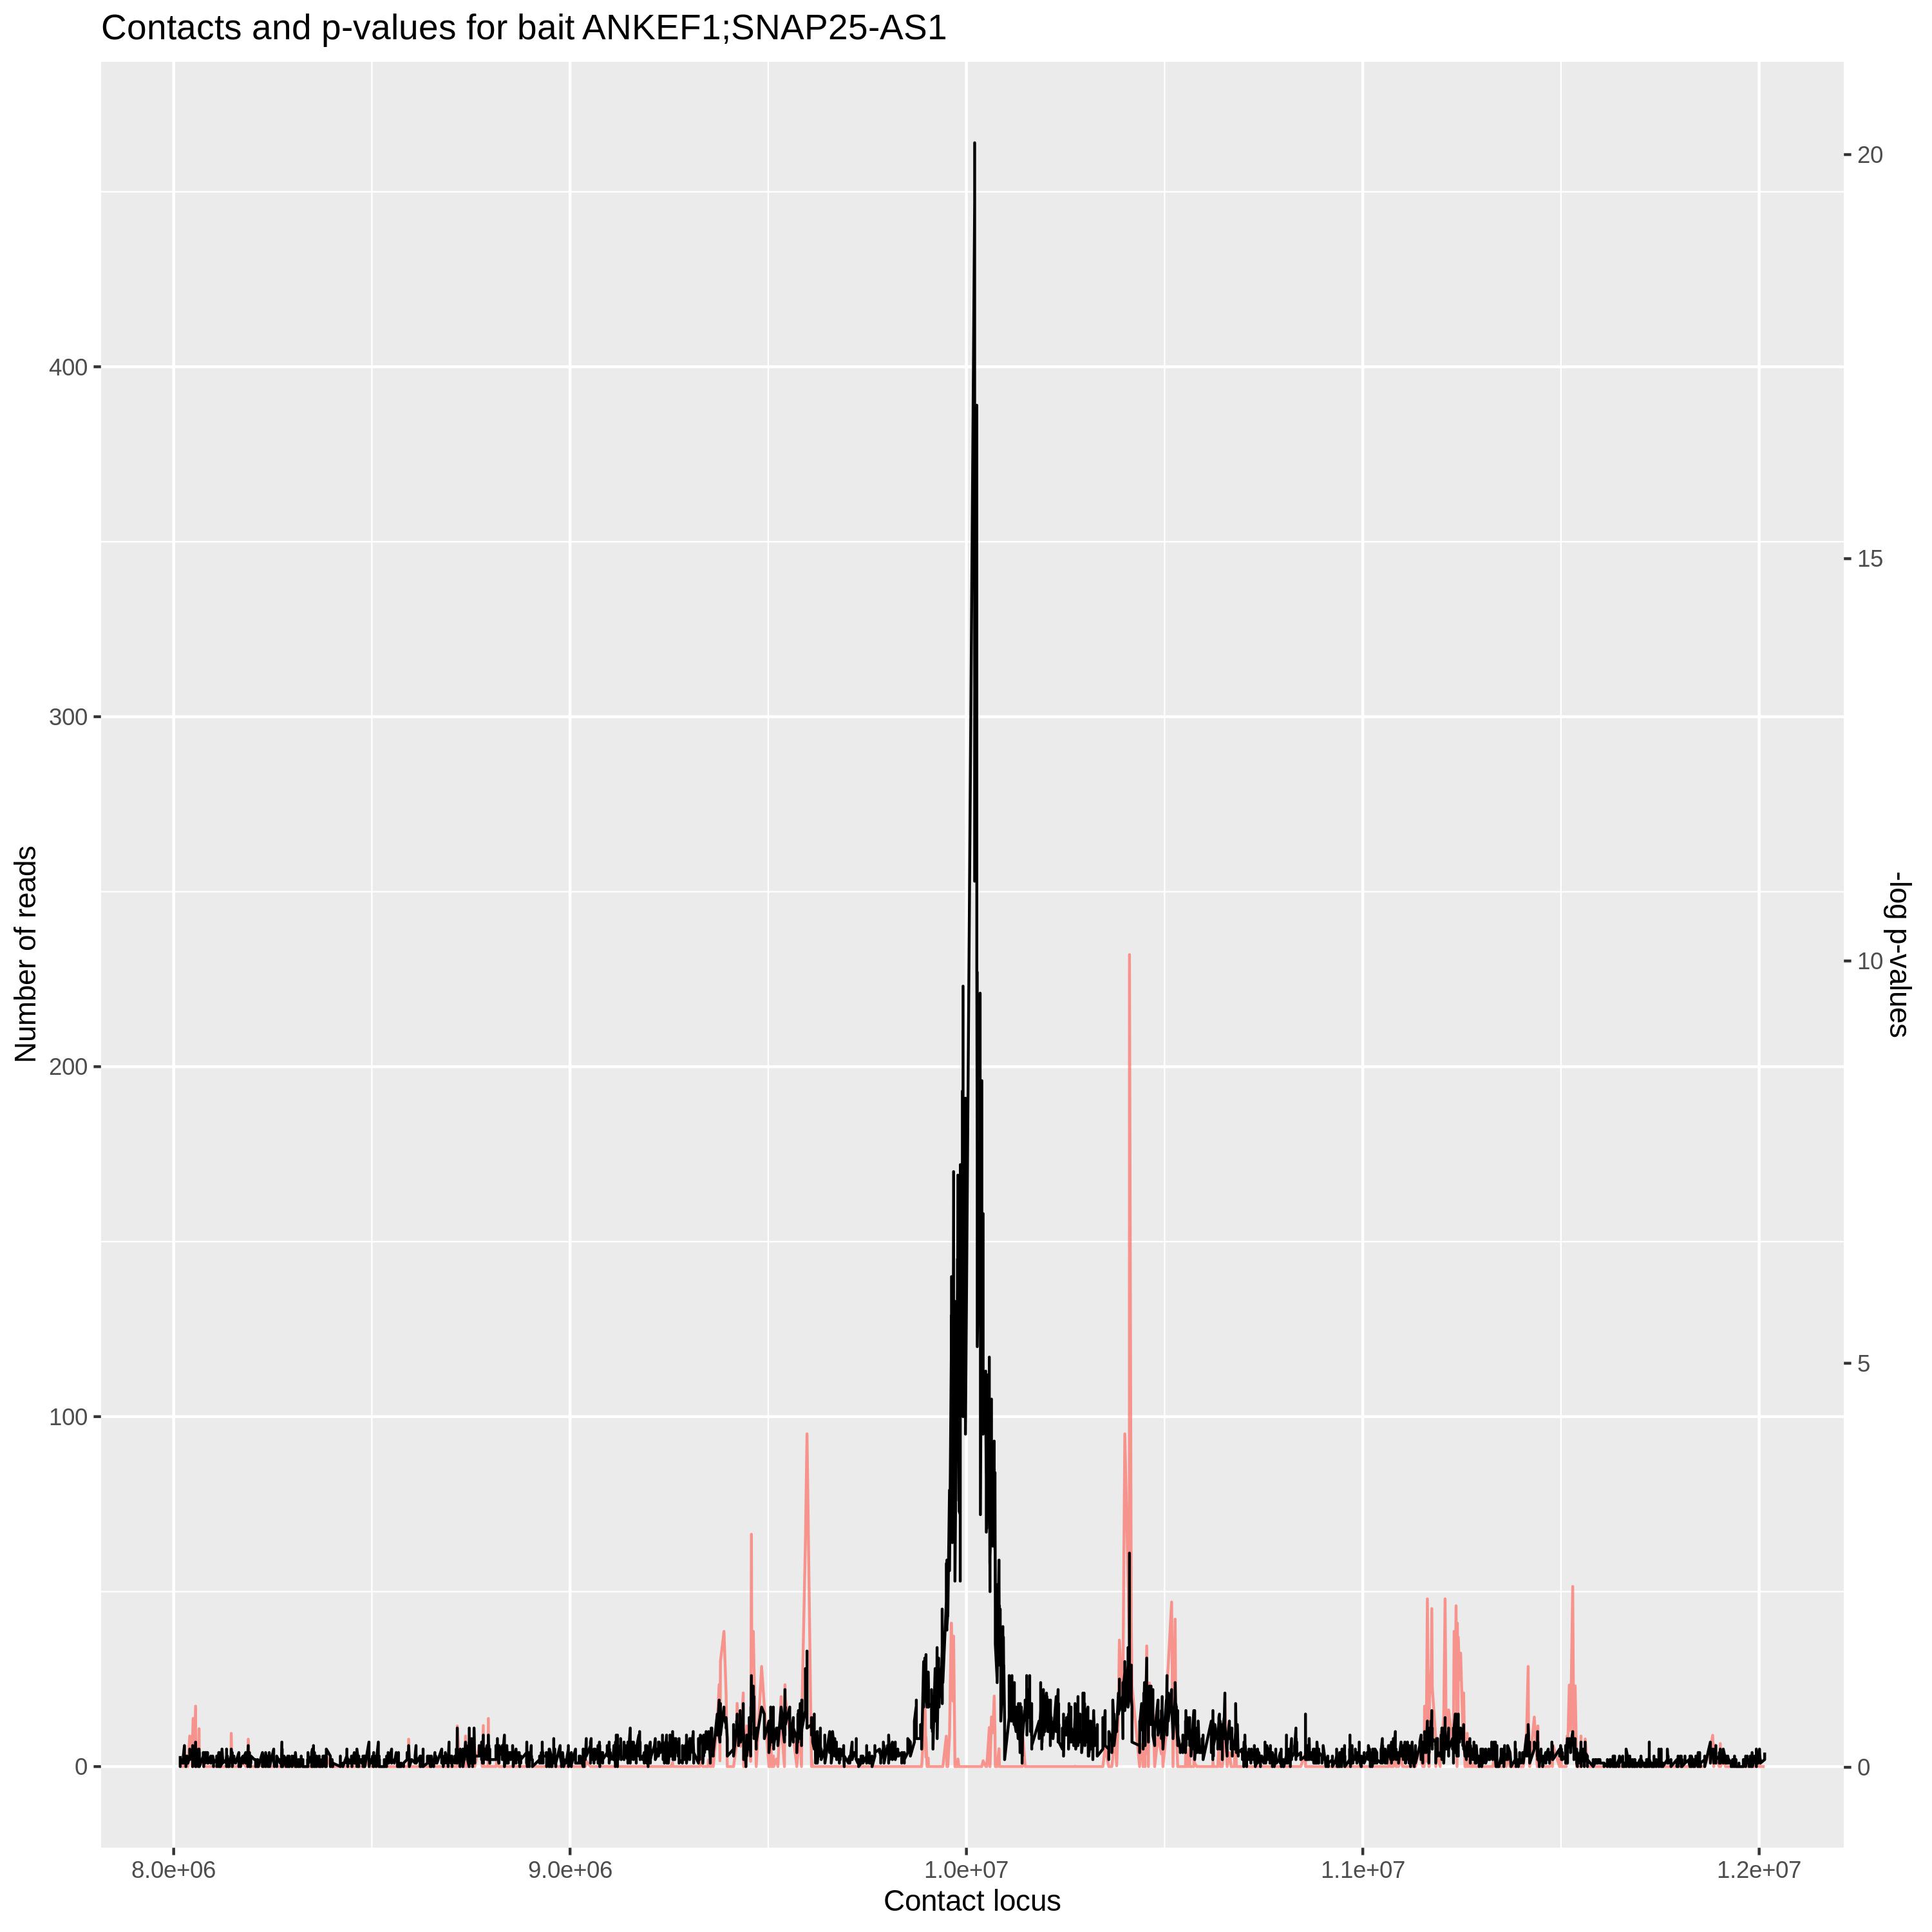 Contacts and p-values for bait ANKEF1;SNAP25-AS1
Number of reads
400
300
200
100
0
20
15
10
5
0
-log p-values
8.0e+06
9.0e+06
1.0e+07
1.1e+07
1.2e+07
Contact locus